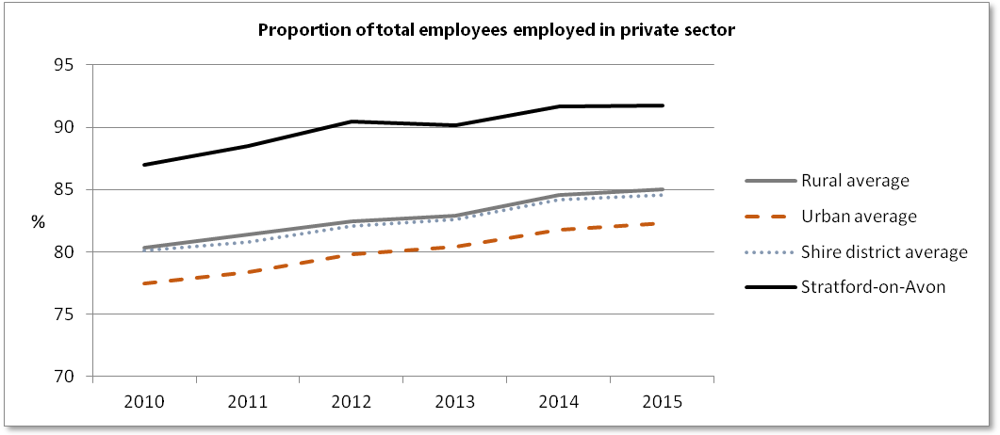 Proportion of total employees employed in private sector
95
90
85
80
75
70
%
2010 2011 2012 2013 2014 2015
Rural average
Urban average
Shire district average
Stratford-on-Avon